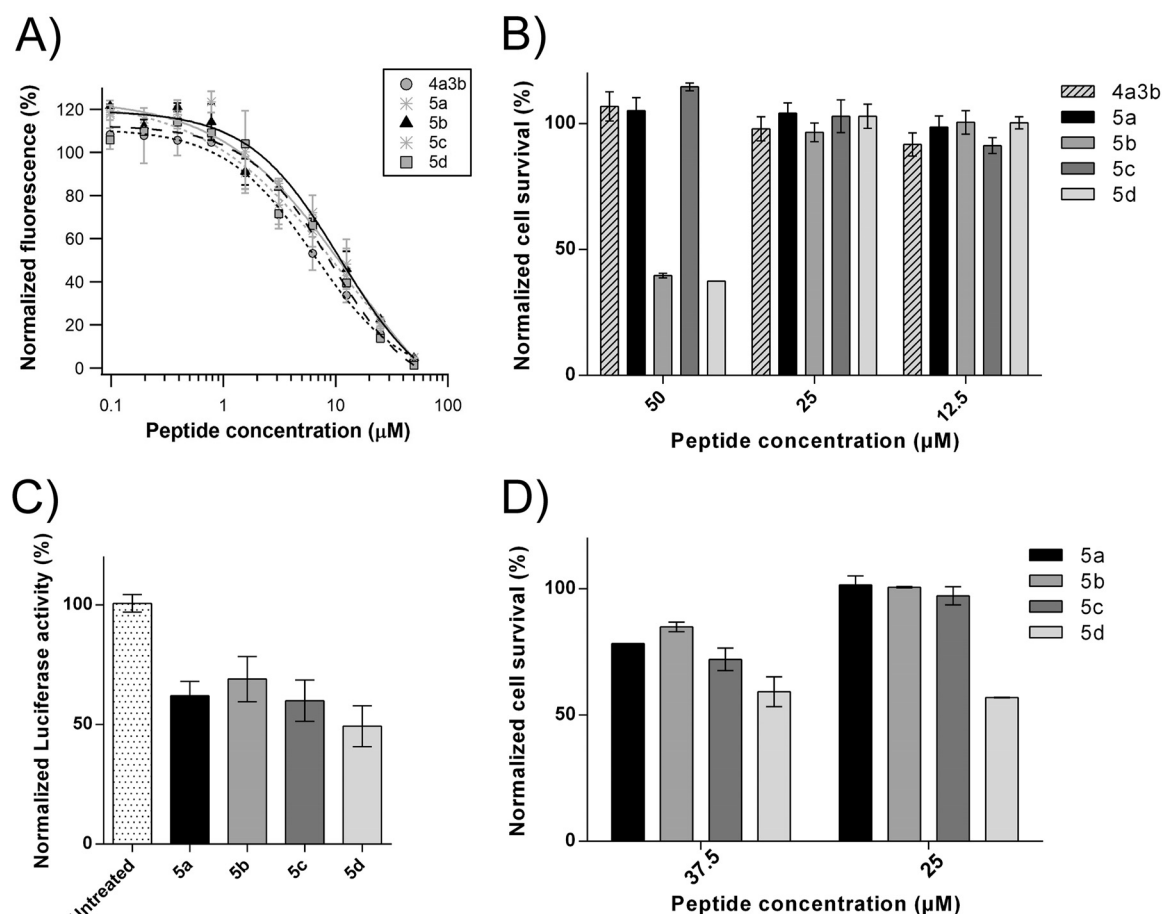 A)
Normalized fluorescence (%)
120
100
80
60
40
20
0
0.1
1
10
100
Peptide concentration (μM)
4a3b
5a
5b
5c
5d
B)
Normalized cell survival (%)
100
50
0
50
25
12.5
Peptide concentration (μM)
4a3b
5a
5b
5c
5d
C)
Normalized Luciferase activity (%)
100
50
0
Untreated
5a
5b
5c
5d
D)
Normalized cell survival (%)
100
50
0
37.5
25
Peptide concentration (μM)
5a
5b
5c
5d